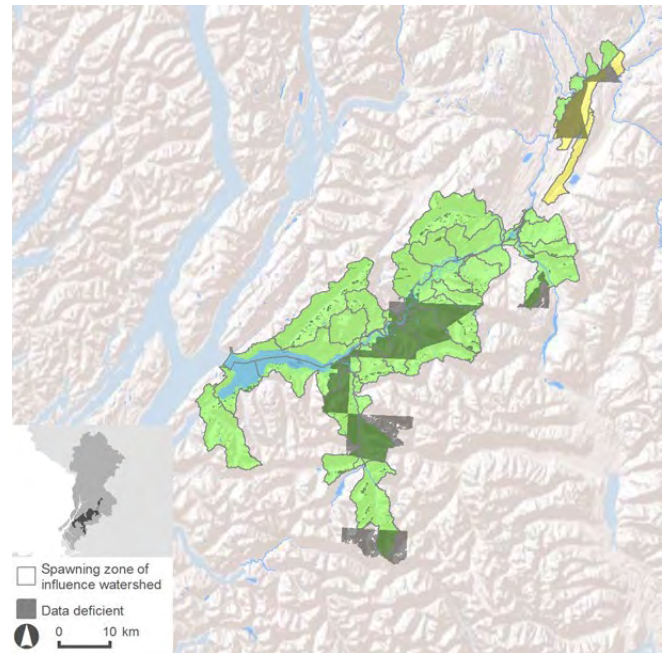 Spawning zone of
influence watershed
Data deficient
0 10 km